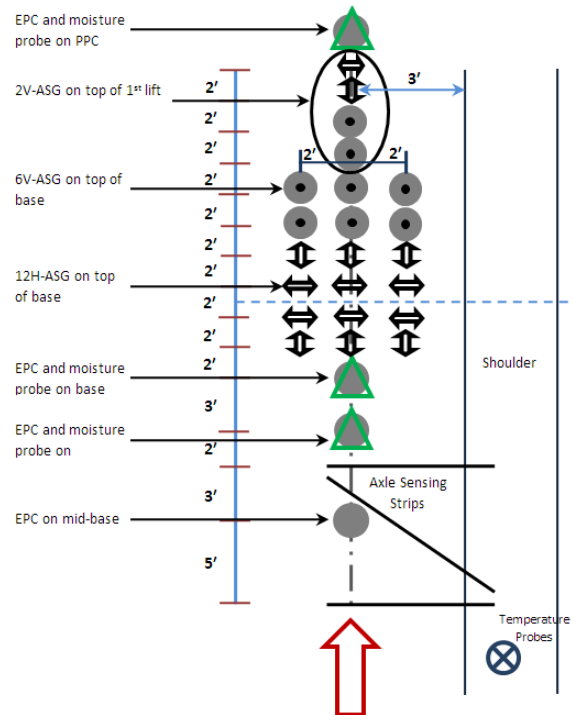 EPC and moisture
probe on PPC
2V-ASG on top of 1st lift
6V-ASG on top of
base
12H-ASG on top
of base
EPC and moisture
probe on base
EPC and moisture
probe on
EPC on mid-base
2’
2’
2’
2’
2’
2’
2’
2’
2’
2’
3’
2’
3’
5’
3’
2’
2’
Shoulder
Axle Sensing
Strips
Temperature
Probes